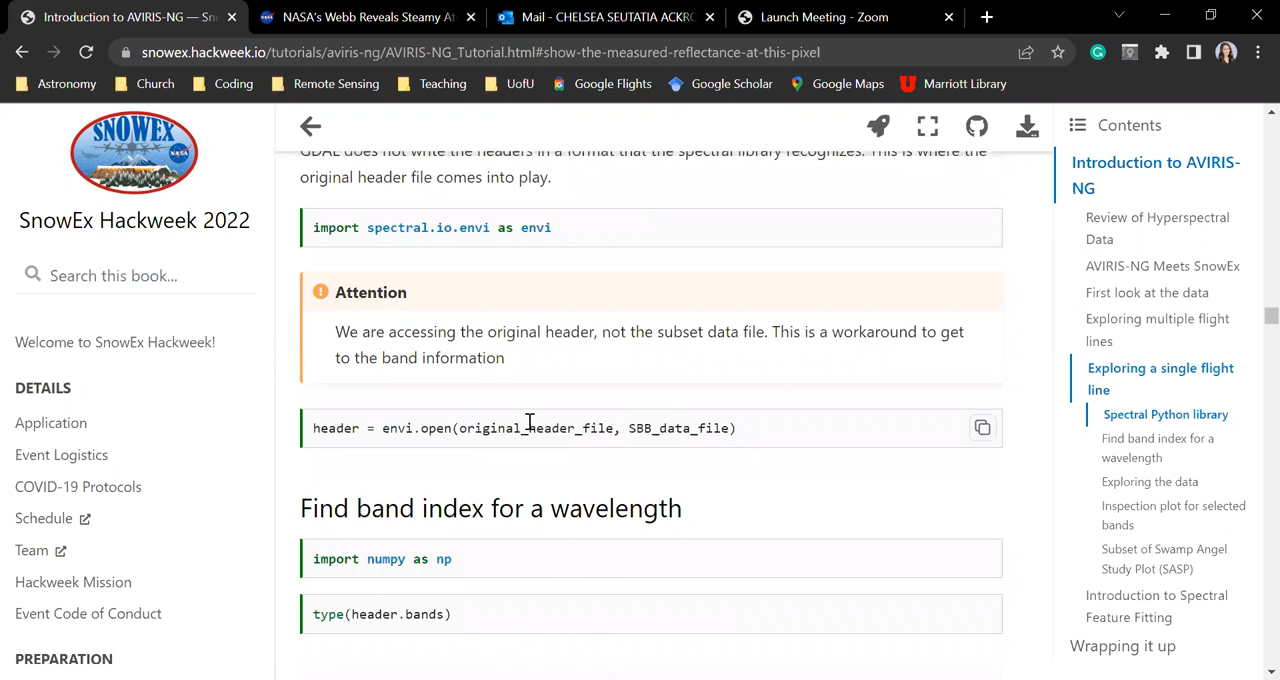 Introduction to AVIRIS-NG — Sn
NASA's Webb Reveals Steamy At
Mail - CHELSEA SEUTATIA ACKRC
Launch Meeting - Zoom
snowex.hackweek.io/tutorials/aviris-ng/AVIRIS-NG_Tutorial.html#show-the-measured-reflectance-at-this-pixel
Astronomy
Church
Coding
Remote Sensing
Teaching
UofU
Google Flights
Google Scholar
Google Maps
Marriott Library
SNOWEX
NASA
SnowEx Hackweek 2022
Search this book...
Welcome to SnowEx Hackweek!
DETAILS
Application
Event Logistics
COVID-19 Protocols
Schedule
Team
Hackweek Mission
Event Code of Conduct
PREPARATION
GDAL does not write the headers in a format that the spectral library recognizes. This is where the
original header file comes into play.
import spectral.io.envi as envi
Attention
We are accessing the original header, not the subset data file. This is a workaround to get
to the band information
header = envi.open(original_header_file, SBB_data_file)
Find band index for a wavelength
import numpy as np
type(header.bands)
Contents
Introduction to AVIRIS-
NG
Review of Hyperspectral
Data
AVIRIS-NG Meets SnowEx
First look at the data
Exploring multiple flight
lines
Exploring a single flight
line
Spectral Python library
Find band index for a
wavelength
Exploring the data
Inspection plot for selected
bands
Subset of Swamp Angel
Study Plot (SASP)
Introduction to Spectral
Feature Fitting
Wrapping it up